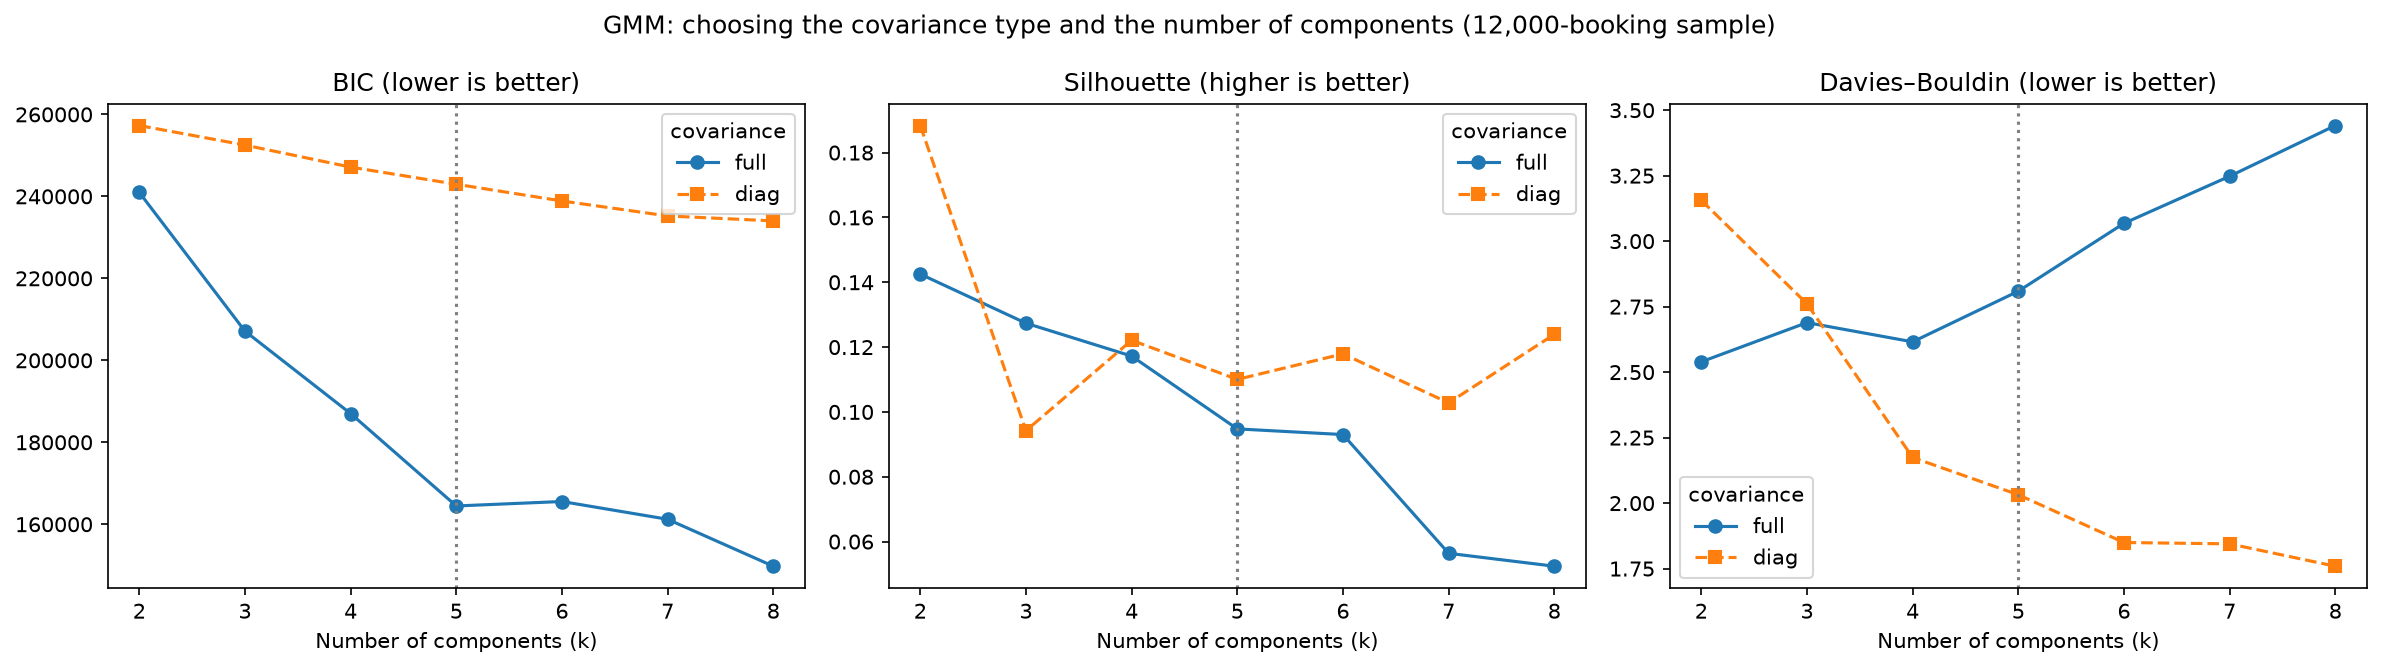 GMM: choosing the covariance type and the number of components (12,000-booking sample)
BIC (lower is better)
260000
240000
220000
200000
180000
160000
2 3 4 5 6 7 8
Number of components (k)
covariance
full
diag
Silhouette (higher is better)
0.18
0.16
0.14
0.12
0.10
0.08
0.06
2 3 4 5 6 7 8
Number of components (k)
covariance
full
diag
Davies–Bouldin (lower is better)
3.50
3.25
3.00
2.75
2.50
2.25
2.00
1.75
2 3 4 5 6 7 8
Number of components (k)
covariance
full
diag